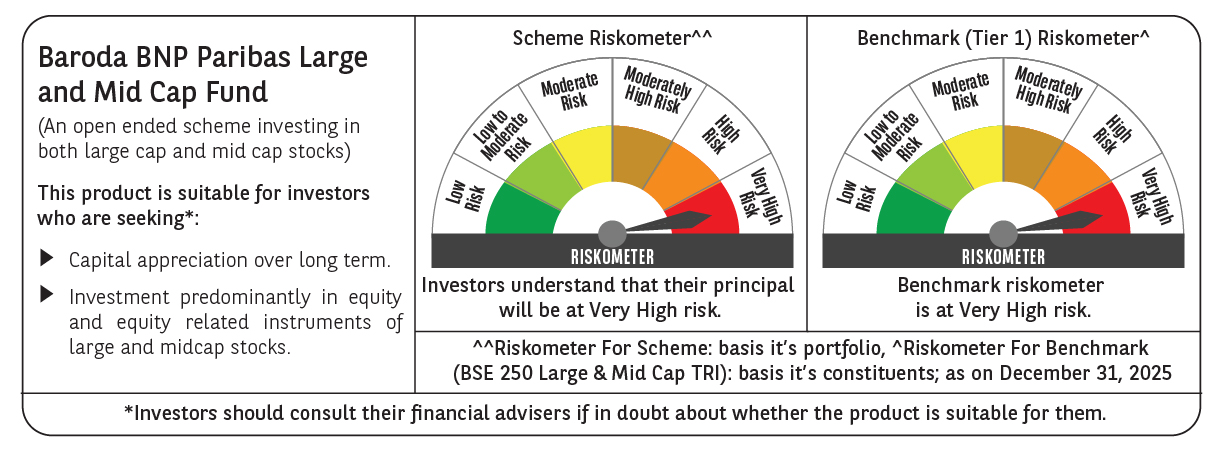 Baroda BNP Paribas Large
and Mid Cap Fund
(An open ended scheme investing in
both large cap and mid cap stocks)
This product is suitable for investors
who are seeking*:
Capital appreciation over long term.
Investment predominantly in equity
and equity related instruments of
large and midcap stocks.
Scheme Riskometer^^
Low
Risk
Low to
Moderate
Risk
Moderate
Risk
Moderately
High Risk
High
Risk
Very High
Risk
RISKOMETER
Investors understand that their principal
will be at Very High risk.
Benchmark (Tier 1) Riskometer^
Low
Risk
Low to
Moderate
Risk
Moderate
Risk
Moderately
High Risk
High
Risk
Very High
Risk
RISKOMETER
Benchmark riskometer
is at Very High risk.
^^Riskometer For Scheme: basis it's portfolio, ^Riskometer For Benchmark
(BSE 250 Large & Mid Cap TRI): basis it's constituents; as on December 31, 2025
*Investors should consult their financial advisers if in doubt about whether the product is suitable for them.